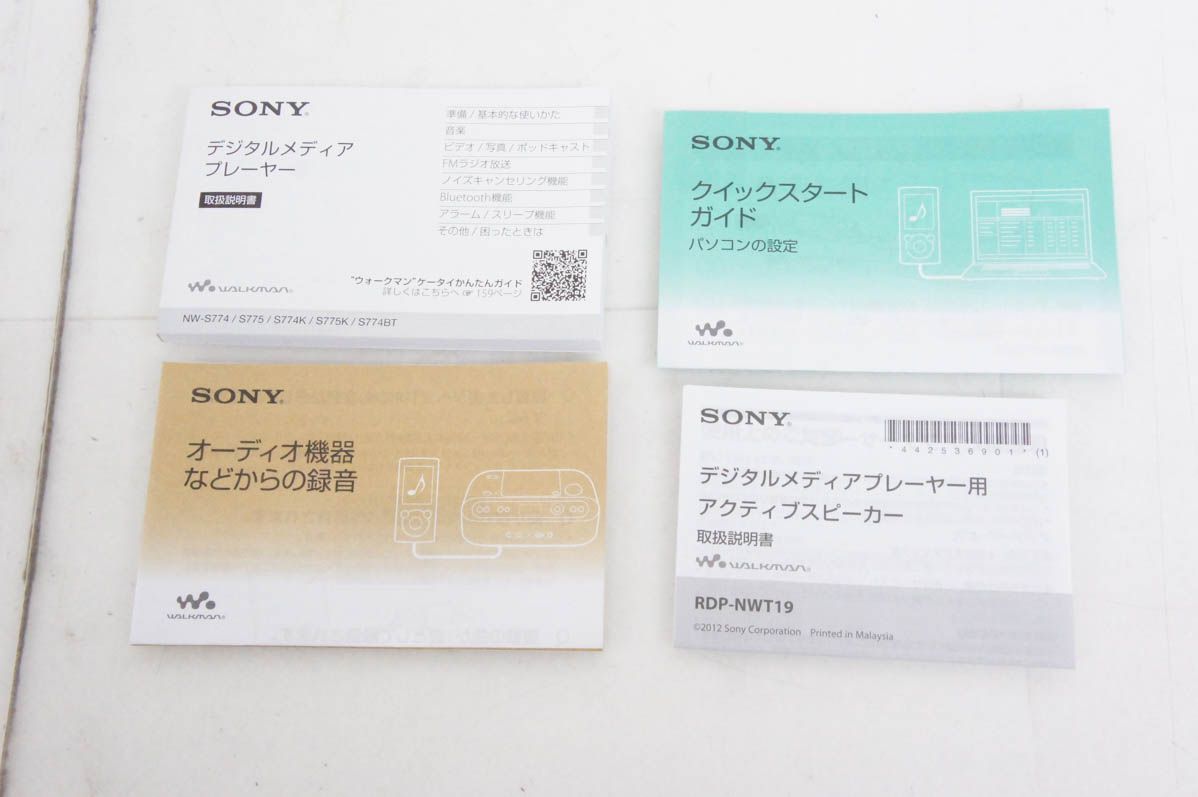 SONY
デジタルメディア
プレーヤー
取扱説明書
準備 / 基本的な使いかた
音楽
ビデオ / 写真 / ポッドキャスト
FMラジオ放送
ノイズキャンセリング機能
Bluetooth機能
アラーム / スリープ機能
その他 / 困ったときは
"ウォークマン"ケータイかんたんガイド
詳しくはこちらへ ☞ 159ページ
WALKMAN®
NW-S774 / S775 / S774K / S775K / S774BT
SONY
クイックスタート
ガイド
パソコンの設定
WALKMAN®
SONY
オーディオ機器
などからの録音
WALKMAN®
SONY
*442536901*(1)
デジタルメディアプレーヤー用
アクティブスピーカー
取扱説明書
WALKMAN®
RDP-NWT19
©2012 Sony Corporation Printed in Malaysia